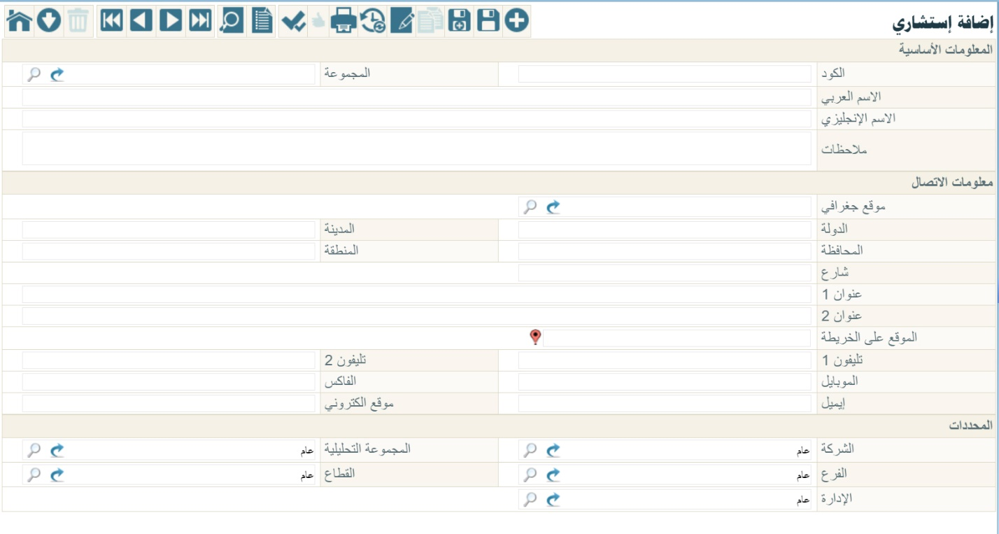 إضافة إستشاري
المعلومات الأساسية
الكود المجموعة
الاسم العربي
الاسم الإنجليزي
ملاحظات
معلومات الاتصال
موقع جغرافي
الدولة المدينة
المحافظة المنطقة
شارع
عنوان 1
عنوان 2
الموقع على الخريطة
تليفون 1 تليفون 2
الموبايل الفاكس
إيميل موقع الكتروني
المحددات
الشركة عام المجموعة التحليلية عام
الفرع عام القطاع عام
الإدارة عام